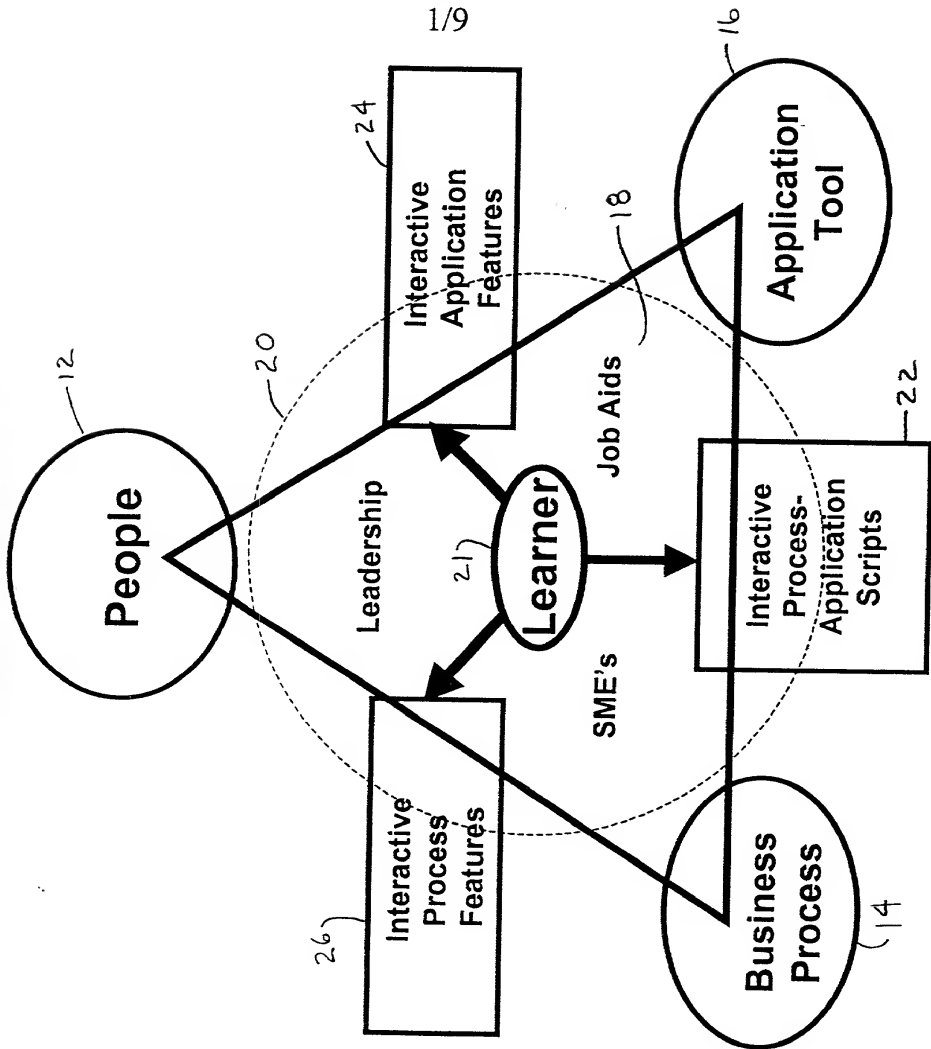 1/9
People
12
20
24
Interactive
Application
Features
26
Interactive
Process
Features
Leadership
21
Learner
SME's
Job Aids
18
16
Application
Tool
Business
Process
14
Interactive
Process-
Application
Scripts
22